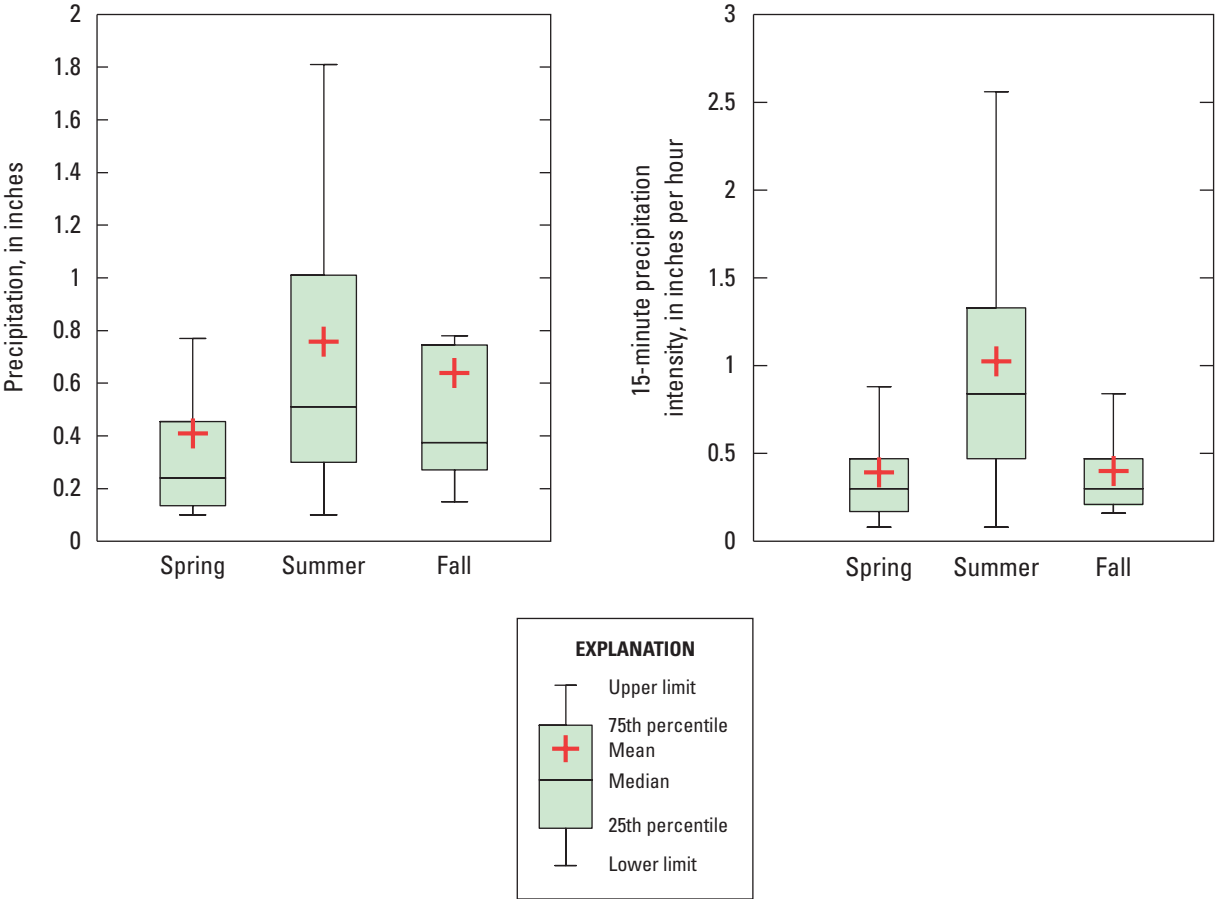 Precipitation, in inches
2
1.8
1.6
1.4
1.2
1
0.8
0.6
0.4
0.2
0
Spring Summer Fall
15-minute precipitation
intensity, in inches per hour
3
2.5
2
1.5
1
0.5
0
Spring Summer Fall
EXPLANATION
Upper limit
75th percentile
Mean
Median
25th percentile
Lower limit